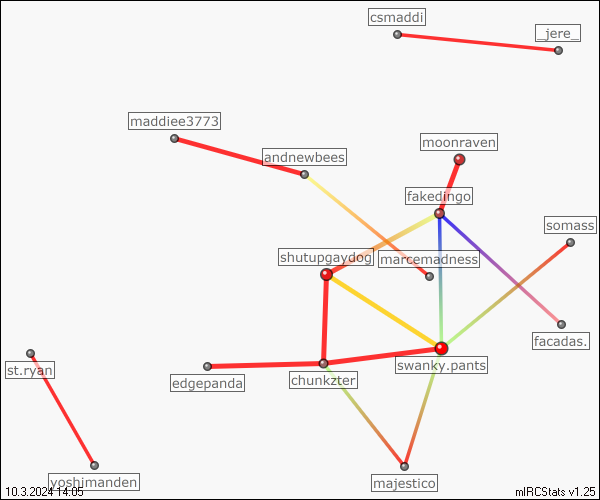 csmaddi
_jere_
maddiee3773
moonraven
andnewbees
fakedingo
somass
shutupgaydog
marcemadness
facadas.
st.ryan
swanky.pants
edgepanda
chunkzter
yoshimanden
majestico
10.3.2024 14:05
mIRCStats v1.25